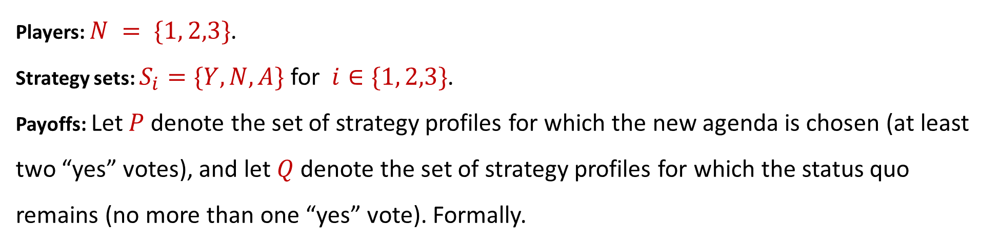 Players: N = {1, 2,3}.
Strategy sets: Sᵢ = {Y, N, A} for i ∈ {1, 2,3}.
Payoffs: Let P denote the set of strategy profiles for which the new agenda is chosen (at least
two “yes” votes), and let Q denote the set of strategy profiles for which the status quo
remains (no more than one “yes” vote). Formally.